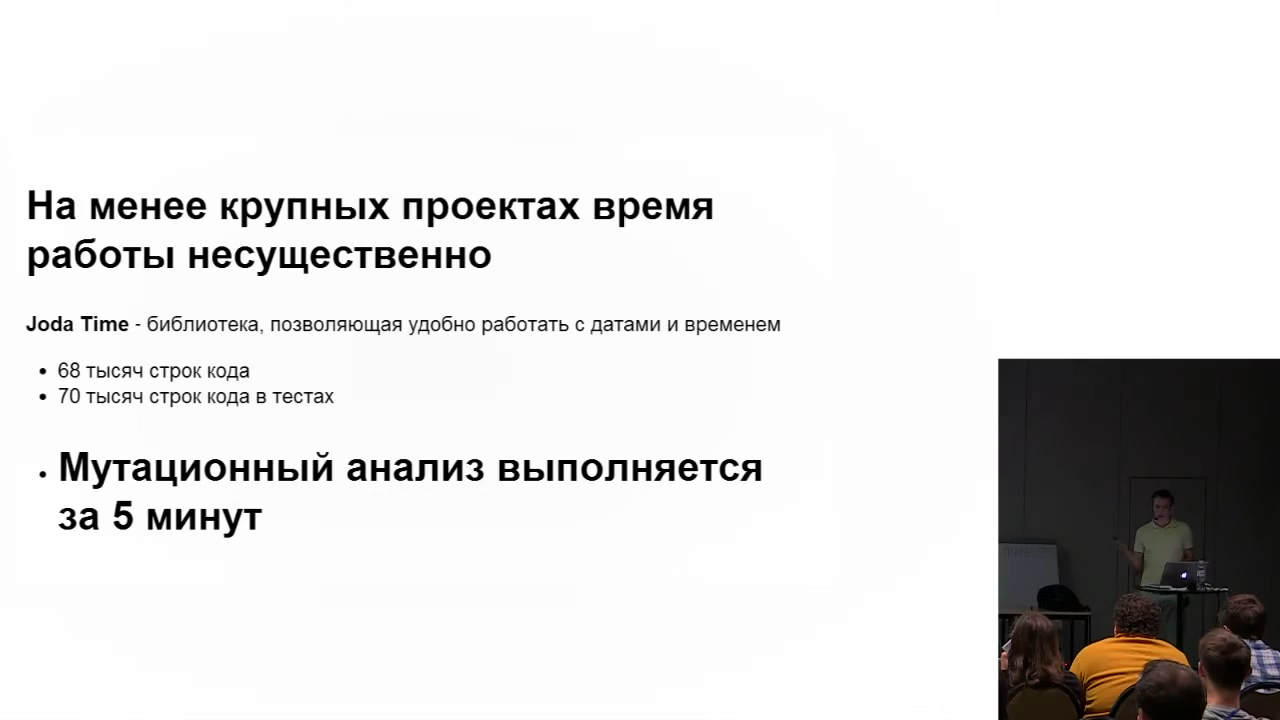 На менее крупных проектах время
работы несущественно
Joda Time - библиотека, позволяющая удобно работать с датами и временем
• 68 тысяч строк кода
• 70 тысяч строк кода в тестах
• Мутационный анализ выполняется
за 5 минут